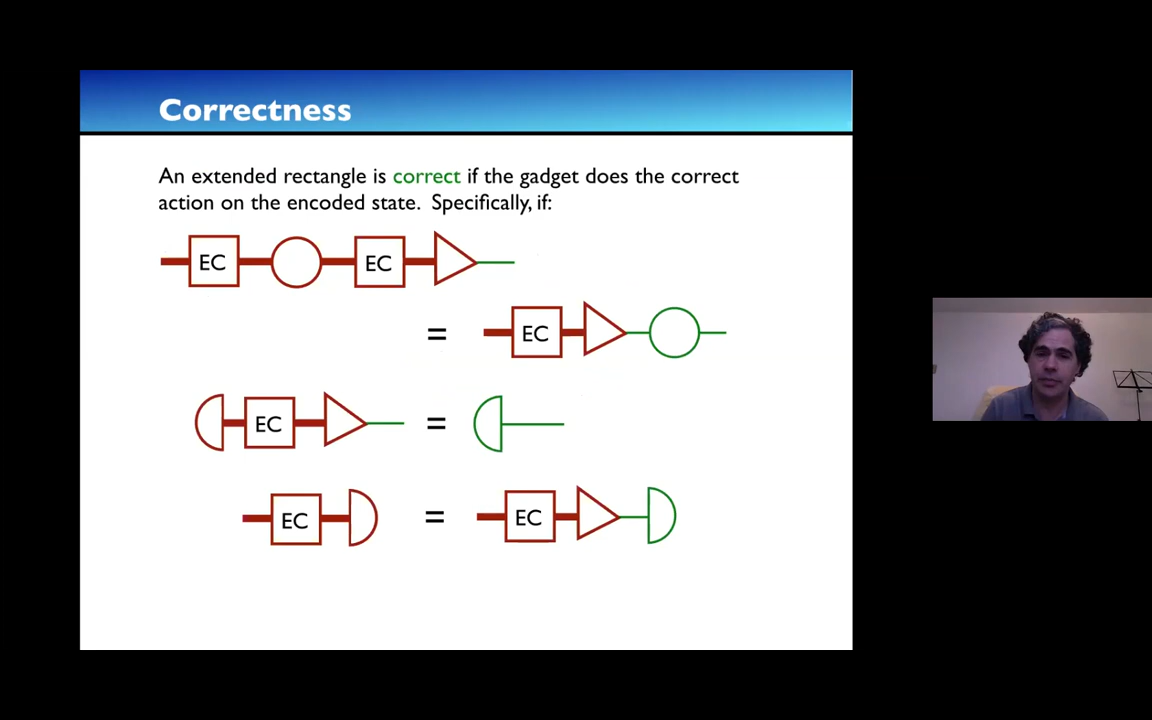 Correctness
An extended rectangle is correct if the gadget does the correct
action on the encoded state. Specifically, if:
EC EC
= EC
EC =
EC = EC